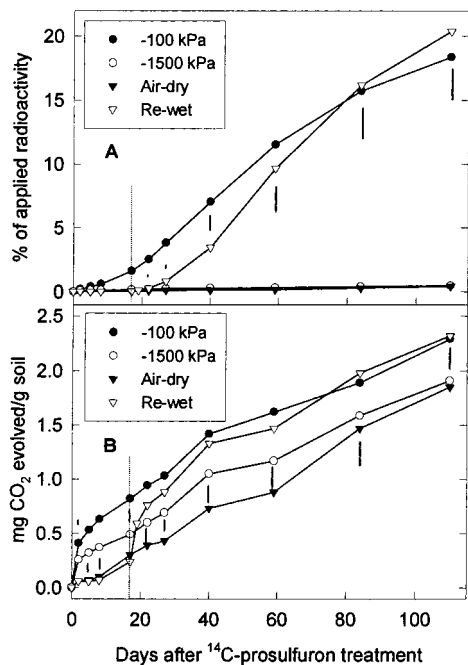 % of applied radioactivity
20
15
10
5
0
-100 kPa
-1500 kPa
Air-dry
Re-wet
A
mg CO₂ evolved/g soil
2.5
2.0
1.5
1.0
0.5
0.0
-100 kPa
-1500 kPa
Air-dry
Re-wet
B
0 20 40 60 80 100
Days after ¹⁴C-prosulfuron treatment